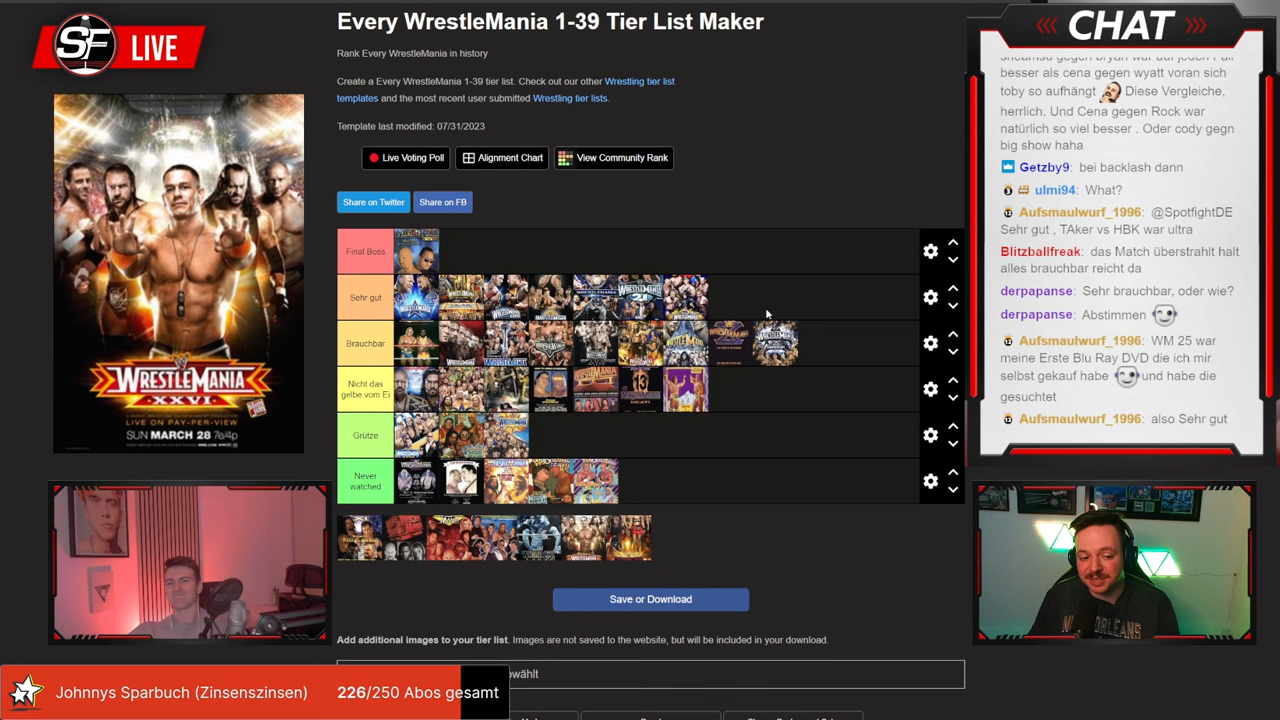 SF LIVE
WRESTLEMANIA
XXVI
LIVE ON PAY-PER-VIEW
SUN MARCH 28 7e/4p
Every WrestleMania 1-39 Tier List Maker
Rank Every WrestleMania in history
Create a Every WrestleMania 1-39 tier list. Check out our other Wrestling tier list
templates and the most recent user submitted Wrestling tier lists.
Template last modified: 07/31/2023
Live Voting Poll
Alignment Chart
View Community Rank
Share on Twitter
Share on FB
Final Boss
Sehr gut
Brauchbar
Nicht das
gelbe vom Ei
Grütze
Never
watched
Save or Download
Add additional images to your tier list. Images are not saved to the website, but will be included in your download.
wählt
Johnnys Sparbuch (Zinsenszinsen)
226/250 Abos gesamt
CHAT
besser als cena gegen wyatt voran sich
toby so aufhängt Diese Vergleiche,
herrlich. Und Cena gegen Rock war
natürlich so viel besser . Oder cody gegn
big show haha
Getzby9: bei backlash dann
ulmi94: What?
Aufsmaulwurf_1996: @SpotfightDE
Sehr gut , TAker vs HBK war ultra
Blitzballfreak: das Match überstrahlt halt
alles brauchbar reicht da
derpapanse: Sehr brauchbar, oder wie?
derpapanse: Abstimmen
Aufsmaulwurf_1996: WM 25 war
meine Erste Blu Ray DVD die ich mir
selbst gekauf habe und habe die
gesuchtet
Aufsmaulwurf_1996: also Sehr gut